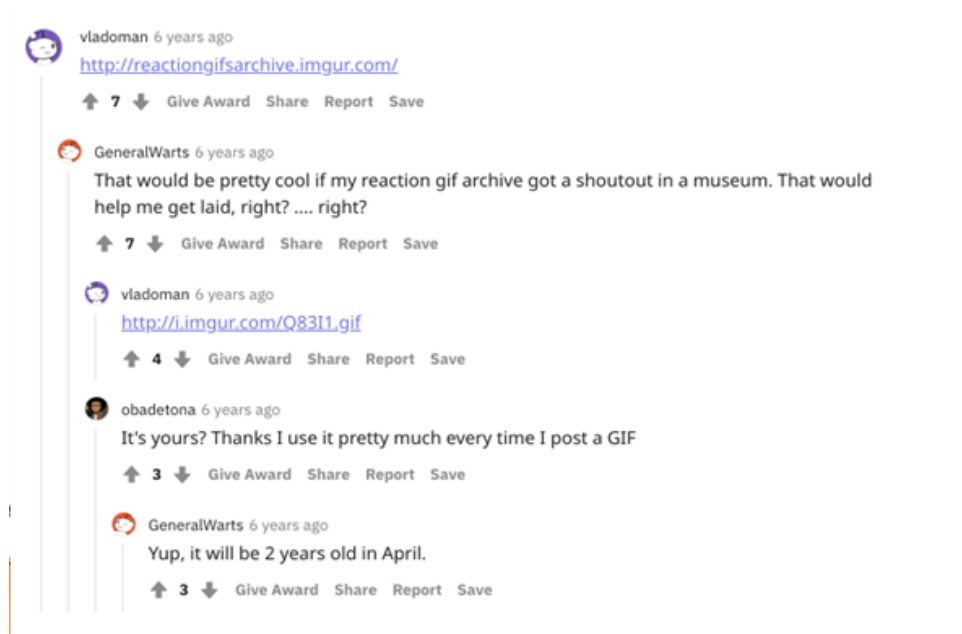 vladoman 6 years ago
http://reactiongifsarchive.imgur.com/
7 Give Award Share Report Save
GeneralWarts 6 years ago
That would be pretty cool if my reaction gif archive got a shoutout in a museum. That would
help me get laid, right? .... right?
7 Give Award Share Report Save
vladoman 6 years ago
http://i.imgur.com/Q83I1.gif
4 Give Award Share Report Save
obadetona 6 years ago
It's yours? Thanks I use it pretty much every time I post a GIF
3 Give Award Share Report Save
GeneralWarts 6 years ago
Yup, it will be 2 years old in April.
3 Give Award Share Report Save